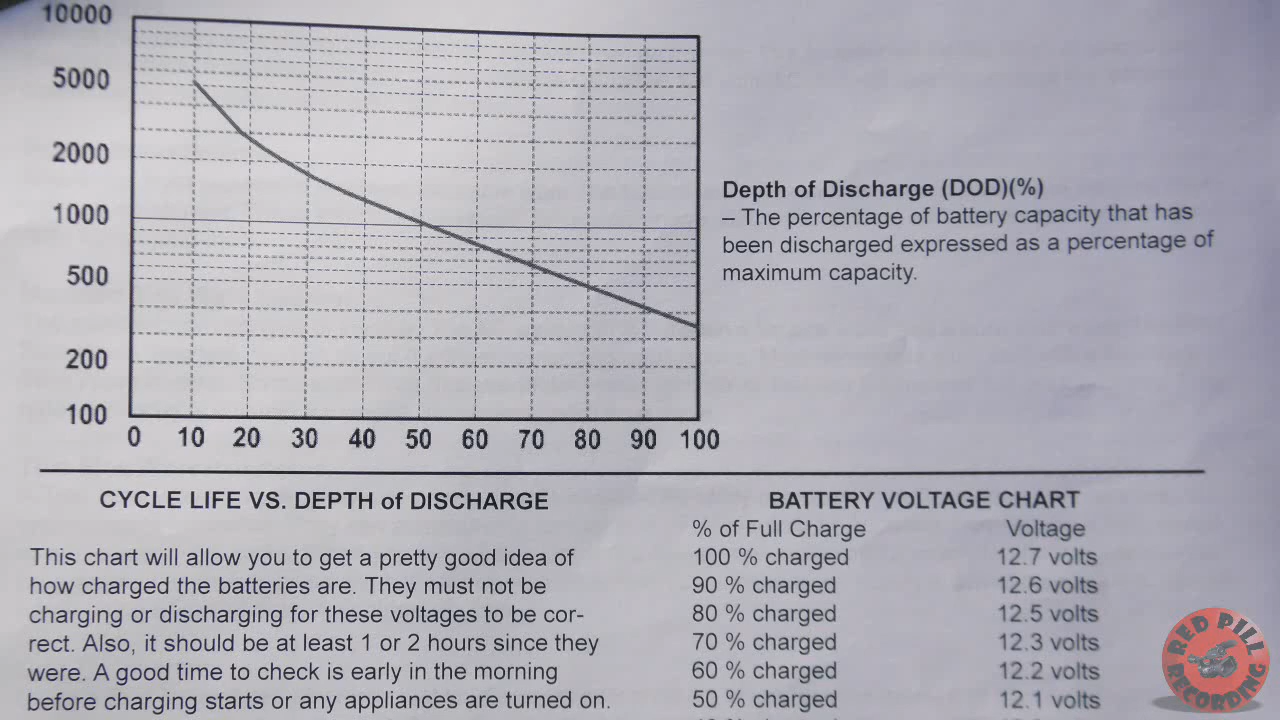 10000
5000
2000
1000
500
200
100
0 10 20 30 40 50 60 70 80 90 100
Depth of Discharge (DOD)(%)
– The percentage of battery capacity that has
been discharged expressed as a percentage of
maximum capacity.
CYCLE LIFE VS. DEPTH of DISCHARGE
This chart will allow you to get a pretty good idea of
how charged the batteries are. They must not be
charging or discharging for these voltages to be cor-
rect. Also, it should be at least 1 or 2 hours since they
were. A good time to check is early in the morning
before charging starts or any appliances are turned on.
BATTERY VOLTAGE CHART
% of Full Charge Voltage
100 % charged 12.7 volts
90 % charged 12.6 volts
80 % charged 12.5 volts
70 % charged 12.3 volts
60 % charged 12.2 volts
50 % charged 12.1 volts
A RED PILL
RECORDING